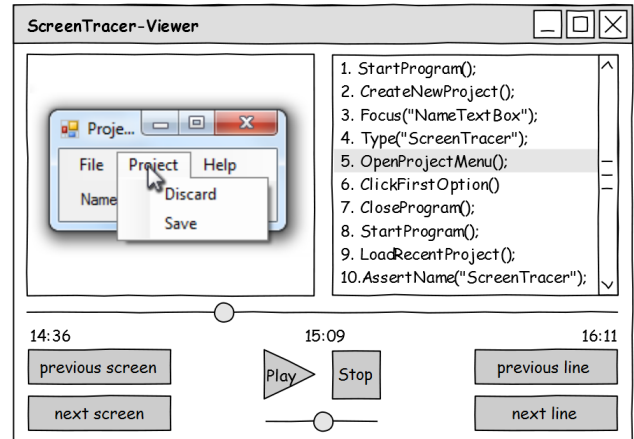 ScreenTracer-Viewer
Proje...
File Project Help
Name
Discard
Save
1. StartProgram();
2. CreateNewProject();
3. Focus("NameTextBox");
4. Type("ScreenTracer");
5. OpenProjectMenu();
6. ClickFirstOption()
7. CloseProgram();
8. StartProgram();
9. LoadRecentProject();
10.AssertName("ScreenTracer");
14:36 15:09 16:11
previous screen
next screen
Play
Stop
previous line
next line